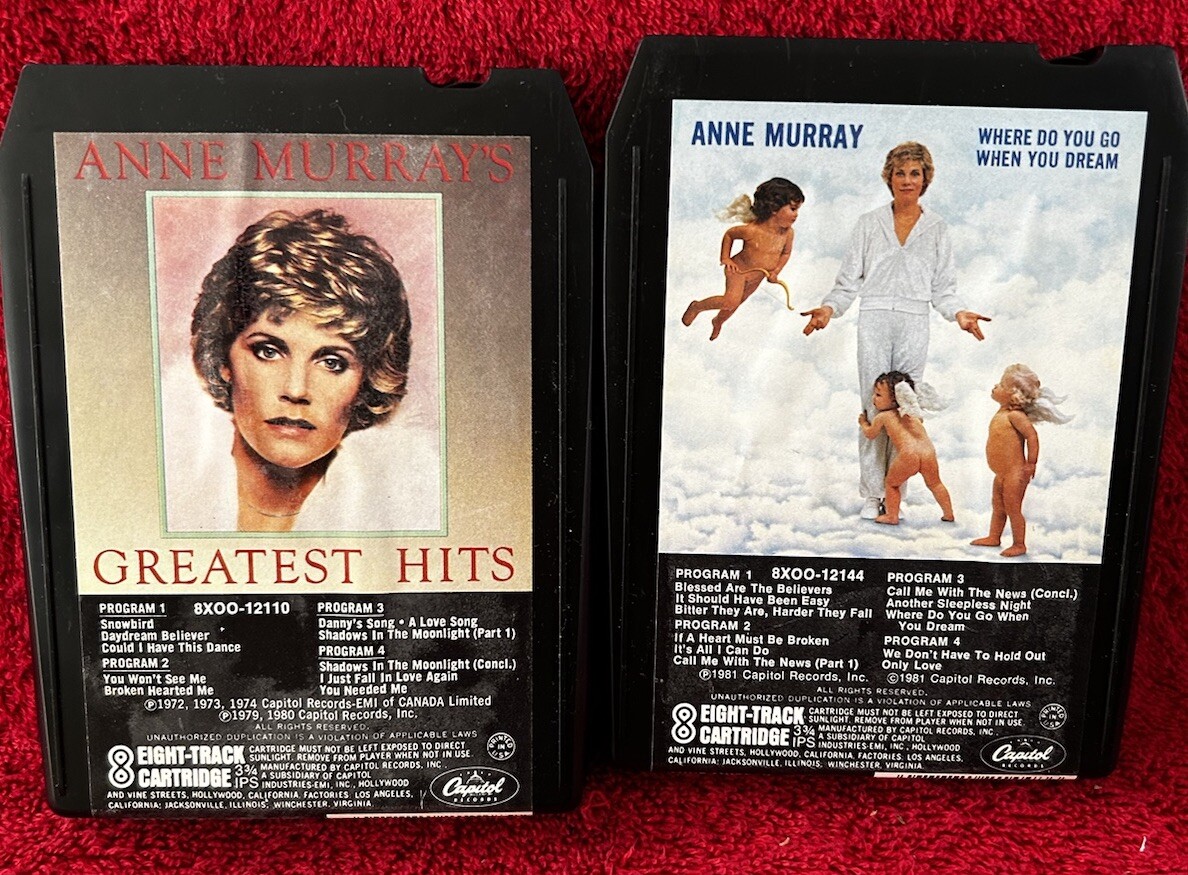 ANNE MURRAY'S
GREATEST HITS
PROGRAM 1 8XOO-12110
Snowbird
Daydream Believer
Could I Have This Dance
PROGRAM 2
You Won't See Me
Broken Hearted Me
PROGRAM 3
Danny's Song • A Love Song
Shadows In The Moonlight (Part 1)
PROGRAM 4
Shadows In The Moonlight (Concl.)
I Just Fall In Love Again
You Needed Me
Ⓟ1972, 1973, 1974 Capitol Records-EMI of CANADA Limited
Ⓟ1979, 1980 Capitol Records, Inc.
ALL RIGHTS RESERVED.
UNAUTHORIZED DUPLICATION IS A VIOLATION OF APPLICABLE LAWS
PRINTED IN U.S.A.
8 EIGHT-TRACK CARTRIDGE 3¾ IPS
CARTRIDGE MUST NOT BE LEFT EXPOSED TO DIRECT
SUNLIGHT. REMOVE FROM PLAYER WHEN NOT IN USE.
MANUFACTURED BY CAPITOL RECORDS, INC.
A SUBSIDIARY OF CAPITOL
INDUSTRIES-EMI, INC., HOLLYWOOD
AND VINE STREETS, HOLLYWOOD, CALIFORNIA. FACTORIES: LOS ANGELES,
CALIFORNIA; JACKSONVILLE, ILLINOIS; WINCHESTER, VIRGINIA.
Capitol
RECORDS
ANNE MURRAY
WHERE DO YOU GO
WHEN YOU DREAM
PROGRAM 1 8XOO-12144
Blessed Are The Believers
It Should Have Been Easy
Bitter They Are, Harder They Fall
PROGRAM 2
If A Heart Must Be Broken
It's All I Can Do
Call Me With The News (Part 1)
Ⓟ1981 Capitol Records, Inc.
PROGRAM 3
Call Me With The News (Concl.)
Another Sleepless Night
Where Do You Go When
You Dream
PROGRAM 4
We Don't Have To Hold Out
Only Love
©1981 Capitol Records, Inc.
ALL RIGHTS RESERVED.
UNAUTHORIZED DUPLICATION IS A VIOLATION OF APPLICABLE LAWS
PRINTED IN U.S.A.
8 EIGHT-TRACK CARTRIDGE 3¾ IPS
CARTRIDGE MUST NOT BE LEFT EXPOSED TO DIRECT
SUNLIGHT. REMOVE FROM PLAYER WHEN NOT IN USE.
MANUFACTURED BY CAPITOL RECORDS, INC.
A SUBSIDIARY OF CAPITOL
INDUSTRIES-EMI, INC., HOLLYWOOD
AND VINE STREETS, HOLLYWOOD, CALIFORNIA. FACTORIES: LOS ANGELES,
CALIFORNIA; JACKSONVILLE, ILLINOIS; WINCHESTER, VIRGINIA.
Capitol
RECORDS